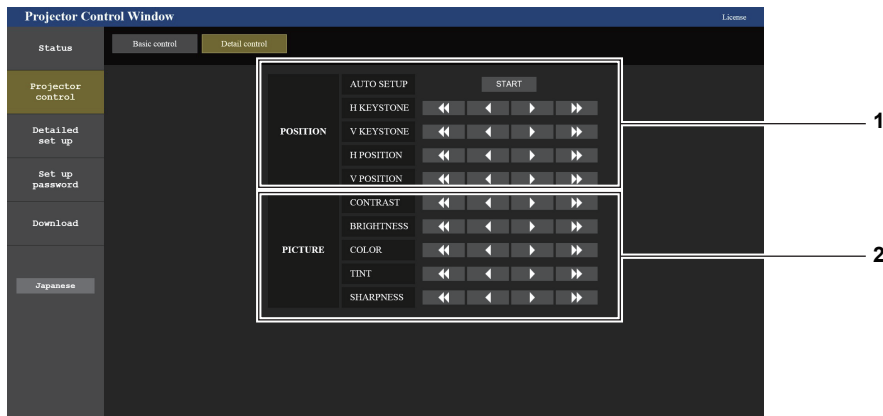 Projector Control Window
License
Status
Basic control
Detail control
Projector
control
Detailed
set up
Set up
password
Download
Japanese
POSITION
AUTO SETUP
START
H KEYSTONE
V KEYSTONE
H POSITION
V POSITION
1
PICTURE
CONTRAST
BRIGHTNESS
COLOR
TINT
SHARPNESS
2